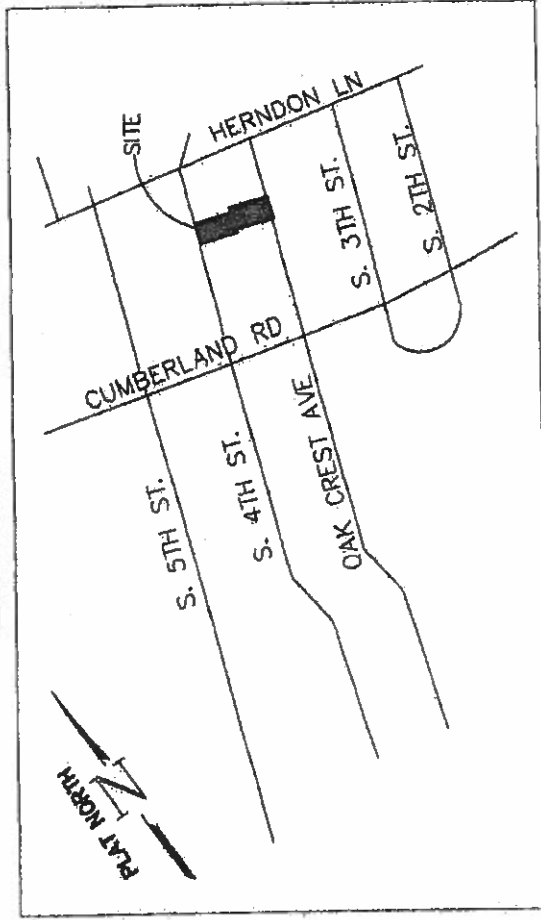 SITE
HERNDON LN
CUMBERLAND RD
S. 5TH ST.
S. 4TH ST.
OAK CREST AVE.
S. 3TH ST.
S. 2TH ST.
PLAT NORTH
N